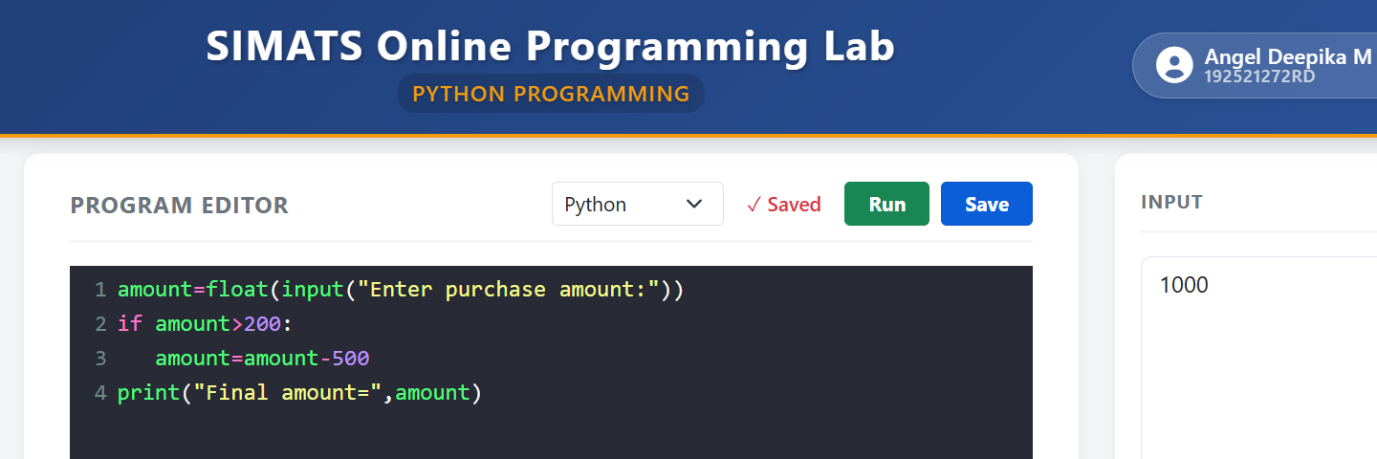 SIMATS Online Programming Lab
PYTHON PROGRAMMING
Angel Deepika M
192521272RD
PROGRAM EDITOR
Python
✓ Saved
Run
Save
INPUT
1 amount=float(input("Enter purchase amount:"))
2 if amount>200:
3    amount=amount-500
4 print("Final amount=",amount)
1000